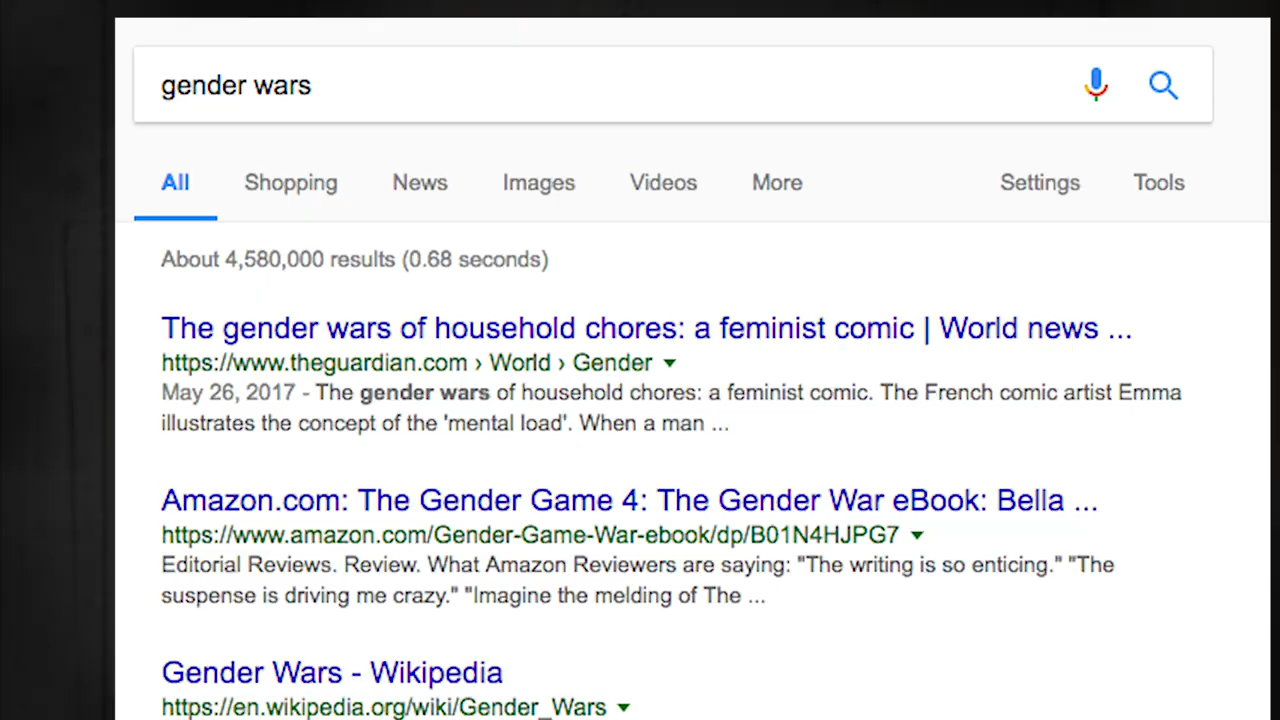 gender wars
All Shopping News Images Videos More Settings Tools
About 4,580,000 results (0.68 seconds)
The gender wars of household chores: a feminist comic | World news ...
https://www.theguardian.com › World › Gender
May 26, 2017 - The gender wars of household chores: a feminist comic. The French comic artist Emma
illustrates the concept of the 'mental load'. When a man ...
Amazon.com: The Gender Game 4: The Gender War eBook: Bella ...
https://www.amazon.com/Gender-Game-War-ebook/dp/B01N4HJPG7
Editorial Reviews. Review. What Amazon Reviewers are saying: "The writing is so enticing." "The
suspense is driving me crazy." "Imagine the melding of The ...
Gender Wars - Wikipedia
https://en.wikipedia.org/wiki/Gender_Wars